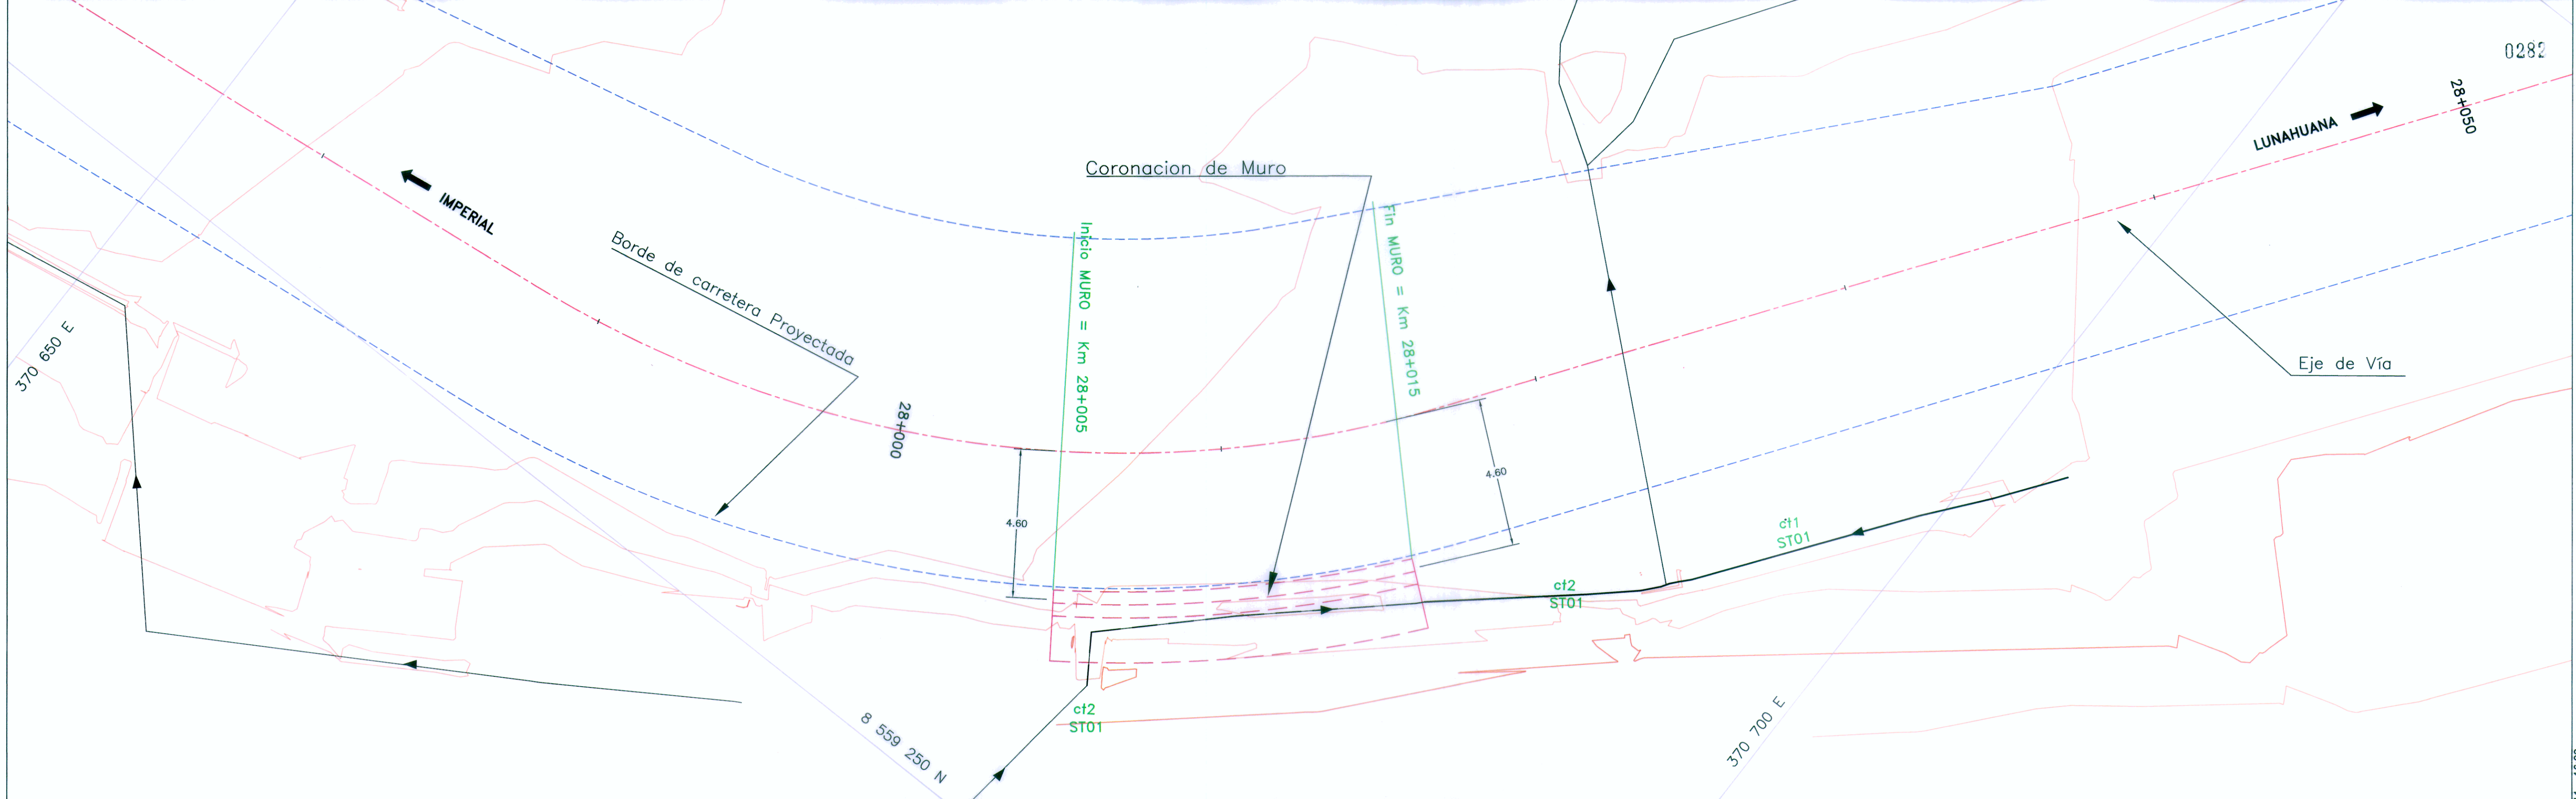 0282
28+050
LUNAHUANA
Coronacion de Muro
IMPERIAL
Borde de carretera Proyectada
Inicio MURO = Km 28+005
Fin MURO = Km 28+015
370 650 E
Eje de Vía
28+000
4.60
4.60
ct1
ST01
ct2
ST01
ct2
ST01
8 559 250 N
370 700 E